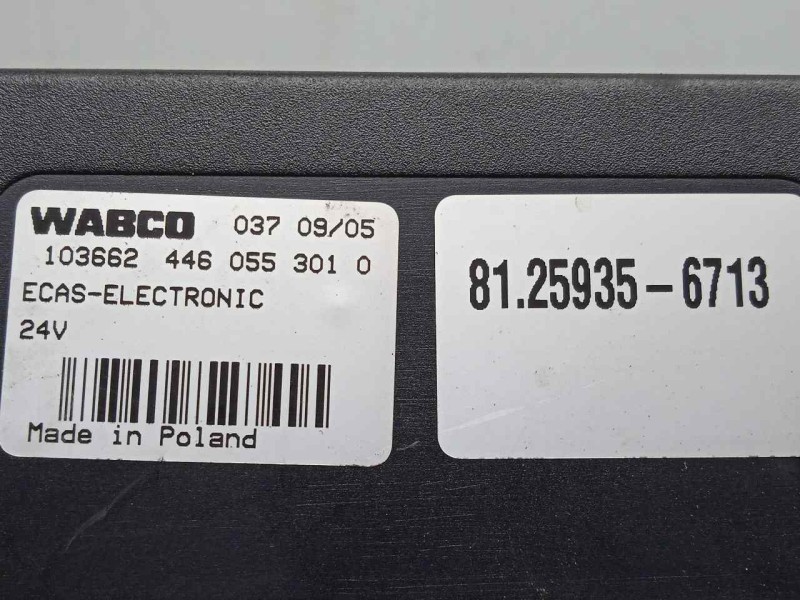 WABCO 037 09/05
103662 446 055 301 0
ECAS-ELECTRONIC
24V
Made in Poland
81.25935-6713